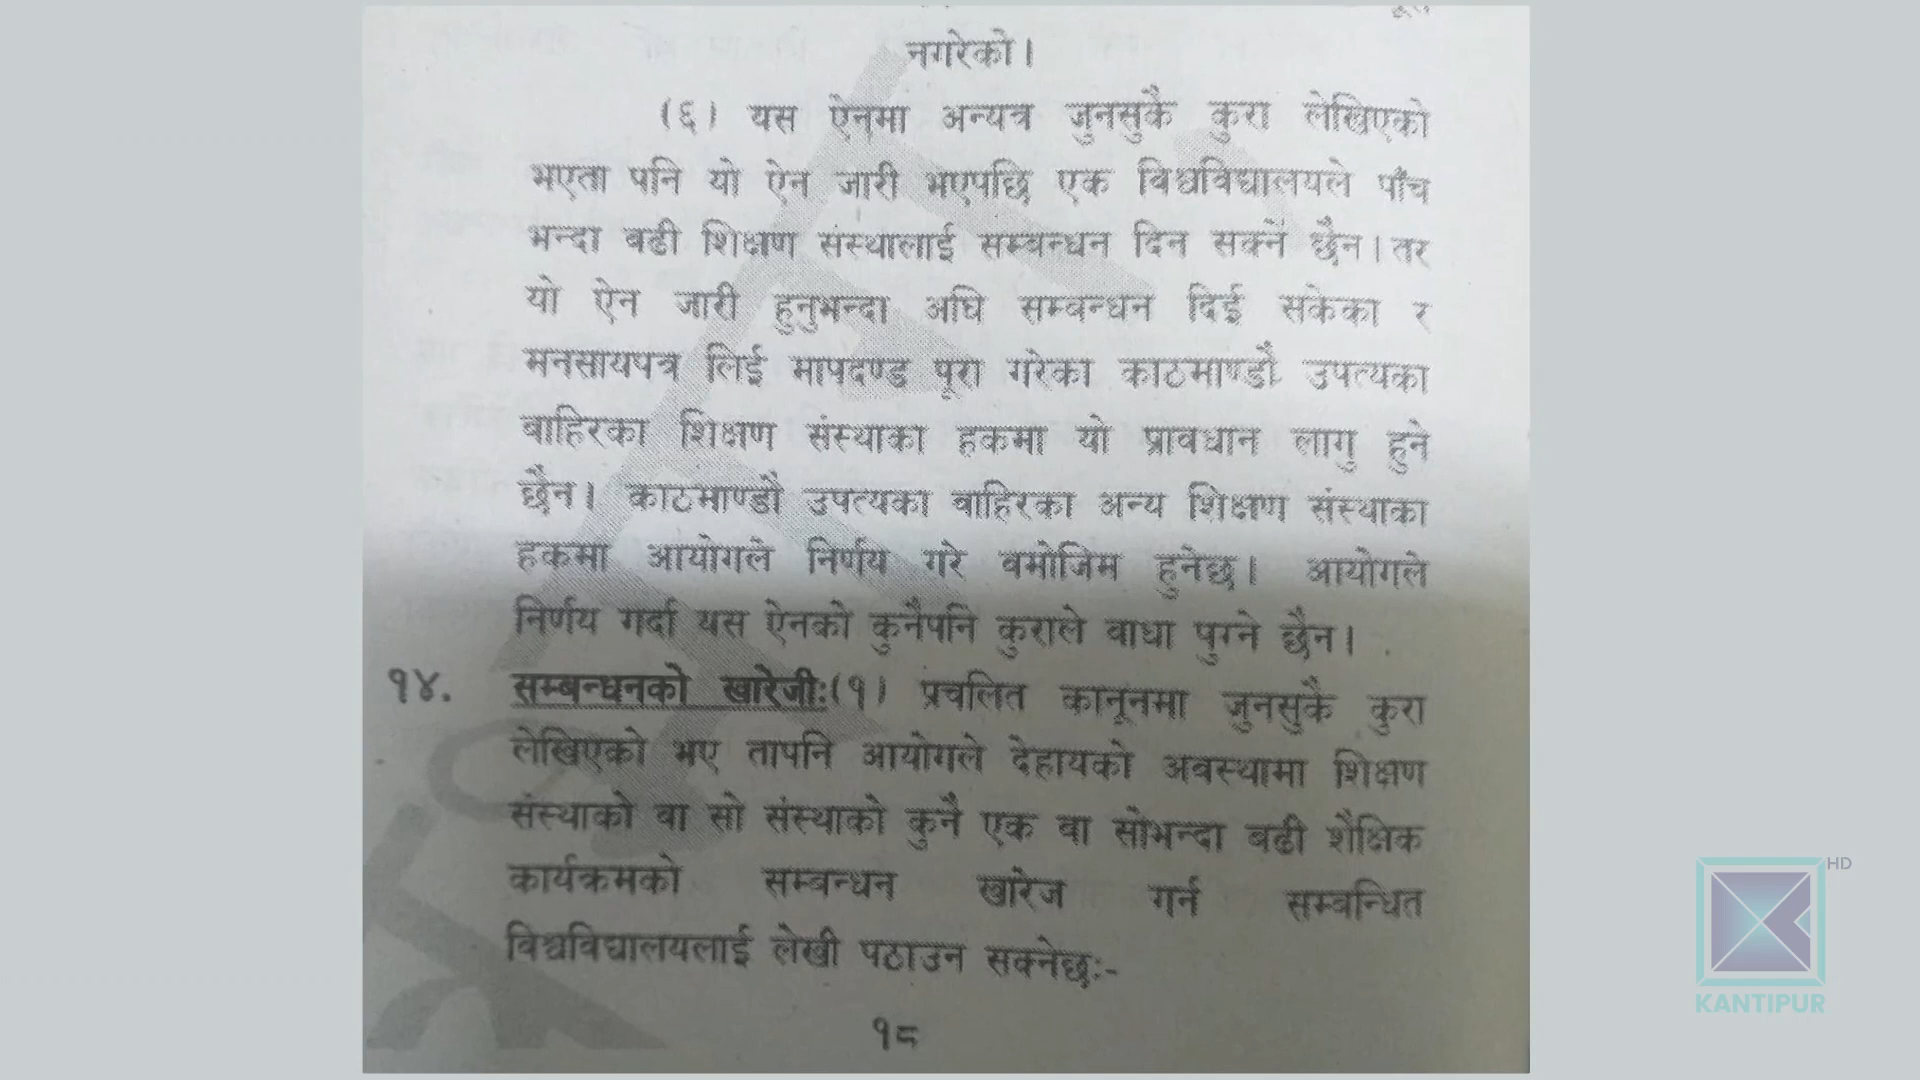 नगरेको।
(६) यस ऐनमा अन्यत्र जुनसुकै कुरा लेखिएको
भएता पनि यो ऐन जारी भएपछि एक विश्वविद्यालयले पाँच
भन्दा बढी शिक्षण संस्थालाई सम्बन्धन दिन सक्ने छैन। तर
यो ऐन जारी हुनुभन्दा अघि सम्बन्धन दिई सकेका र
मनसायपत्र लिई मापदण्ड पूरा गरेका काठमाण्डौ उपत्यका
बाहिरका शिक्षण संस्थाका हकमा यो प्रावधान लागु हुने
छैन। काठमाण्डौ उपत्यका बाहिरका अन्य शिक्षण संस्थाका
हकमा आयोगले निर्णय गरे बमोजिम हुनेछ। आयोगले
निर्णय गर्दा यस ऐनको कुनैपनि कुराले बाधा पुग्ने छैन।
१४. सम्बन्धनको खारेजीः(१) प्रचलित कानूनमा जुनसुकै कुरा
लेखिएको भए तापनि आयोगले देहायको अवस्थामा शिक्षण
संस्थाको वा सो संस्थाको कुनै एक वा सोभन्दा बढी शैक्षिक
कार्यक्रमको सम्बन्धन खारेज गर्न सम्बन्धित
विश्वविद्यालयलाई लेखी पठाउन सक्नेछः-
१८
HD
KANTIPUR